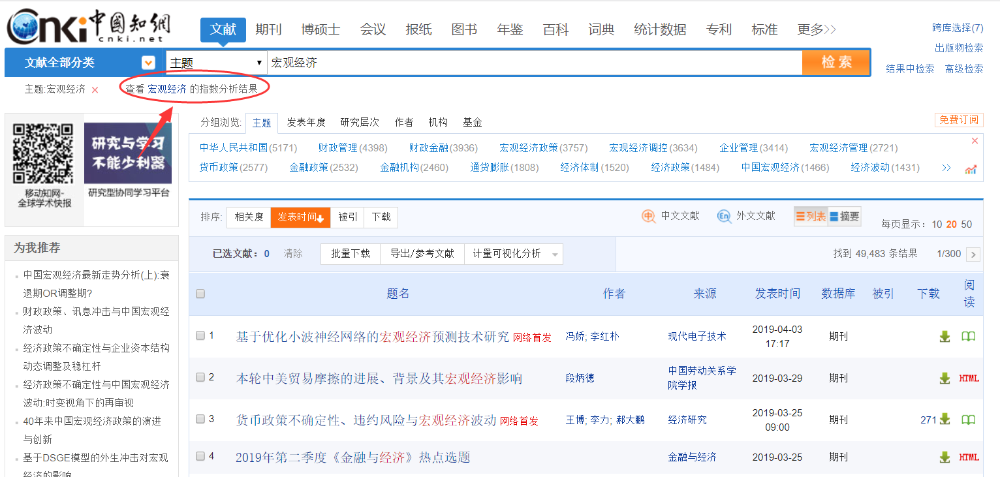 Cnki 中國知網
cnki.net
文献 期刊 博硕士 会议 报纸 图书 年鉴 百科 词典 统计数据 专利 标准 更多>>
跨库选择(7)
出版物检索
结果中检索 高级检索
文献全部分类 主题 宏观经济 检索
主题:宏观经济 × 查看 宏观经济 的指数分析结果
移动知网-
全球学术快报
研究与学习
不能少利器
研究型协同学习平台
分组浏览: 主题 发表年度 研究层次 作者 机构 基金 免费订阅
中华人民共和国(5171) 财政管理(4398) 财政金融(3936) 宏观经济政策(3757) 宏观经济调控(3634) 企业管理(3414) 宏观经济管理(2721)
货币政策(2577) 金融政策(2532) 金融机构(2460) 通货膨胀(1808) 经济体制(1520) 经济政策(1484) 中国宏观经济(1466) 经济波动(1431) >>
排序: 相关度 发表时间 被引 下载 中 中文文献 En 外文文献 列表 摘要 每页显示: 10 20 50
已选文献: 0 清除 批量下载 导出/参考文献 计量可视化分析 找到 49,483 条结果 1/300 >
为我推荐
中国宏观经济最新走势分析(上):衰
退期OR调整期?
财政政策、讯息冲击与中国宏观经
济波动
经济政策不确定性与企业资本结构
动态调整及稳杠杆
经济政策不确定性与中国宏观经济
波动:时变视角下的再审视
40年来中国宏观经济政策的演进
与创新
基于DSGE模型的外生冲击对宏观
经济的影响
题名 作者 来源 发表时间 数据库 被引 下载 阅读
1 基于优化小波神经网络的宏观经济预测技术研究 网络首发 冯娇; 李红朴 现代电子技术 2019-04-03 17:17 期刊
2 本轮中美贸易摩擦的进展、背景及其宏观经济影响 段炳德 中国劳动关系学院学报 2019-03-29 期刊 HTML
3 货币政策不确定性、违约风险与宏观经济波动 网络首发 王博; 李力; 郝大鹏 经济研究 2019-03-25 09:00 期刊 271
4 2019年第二季度《金融与经济》热点选题 金融与经济 2019-03-25 期刊 HTML